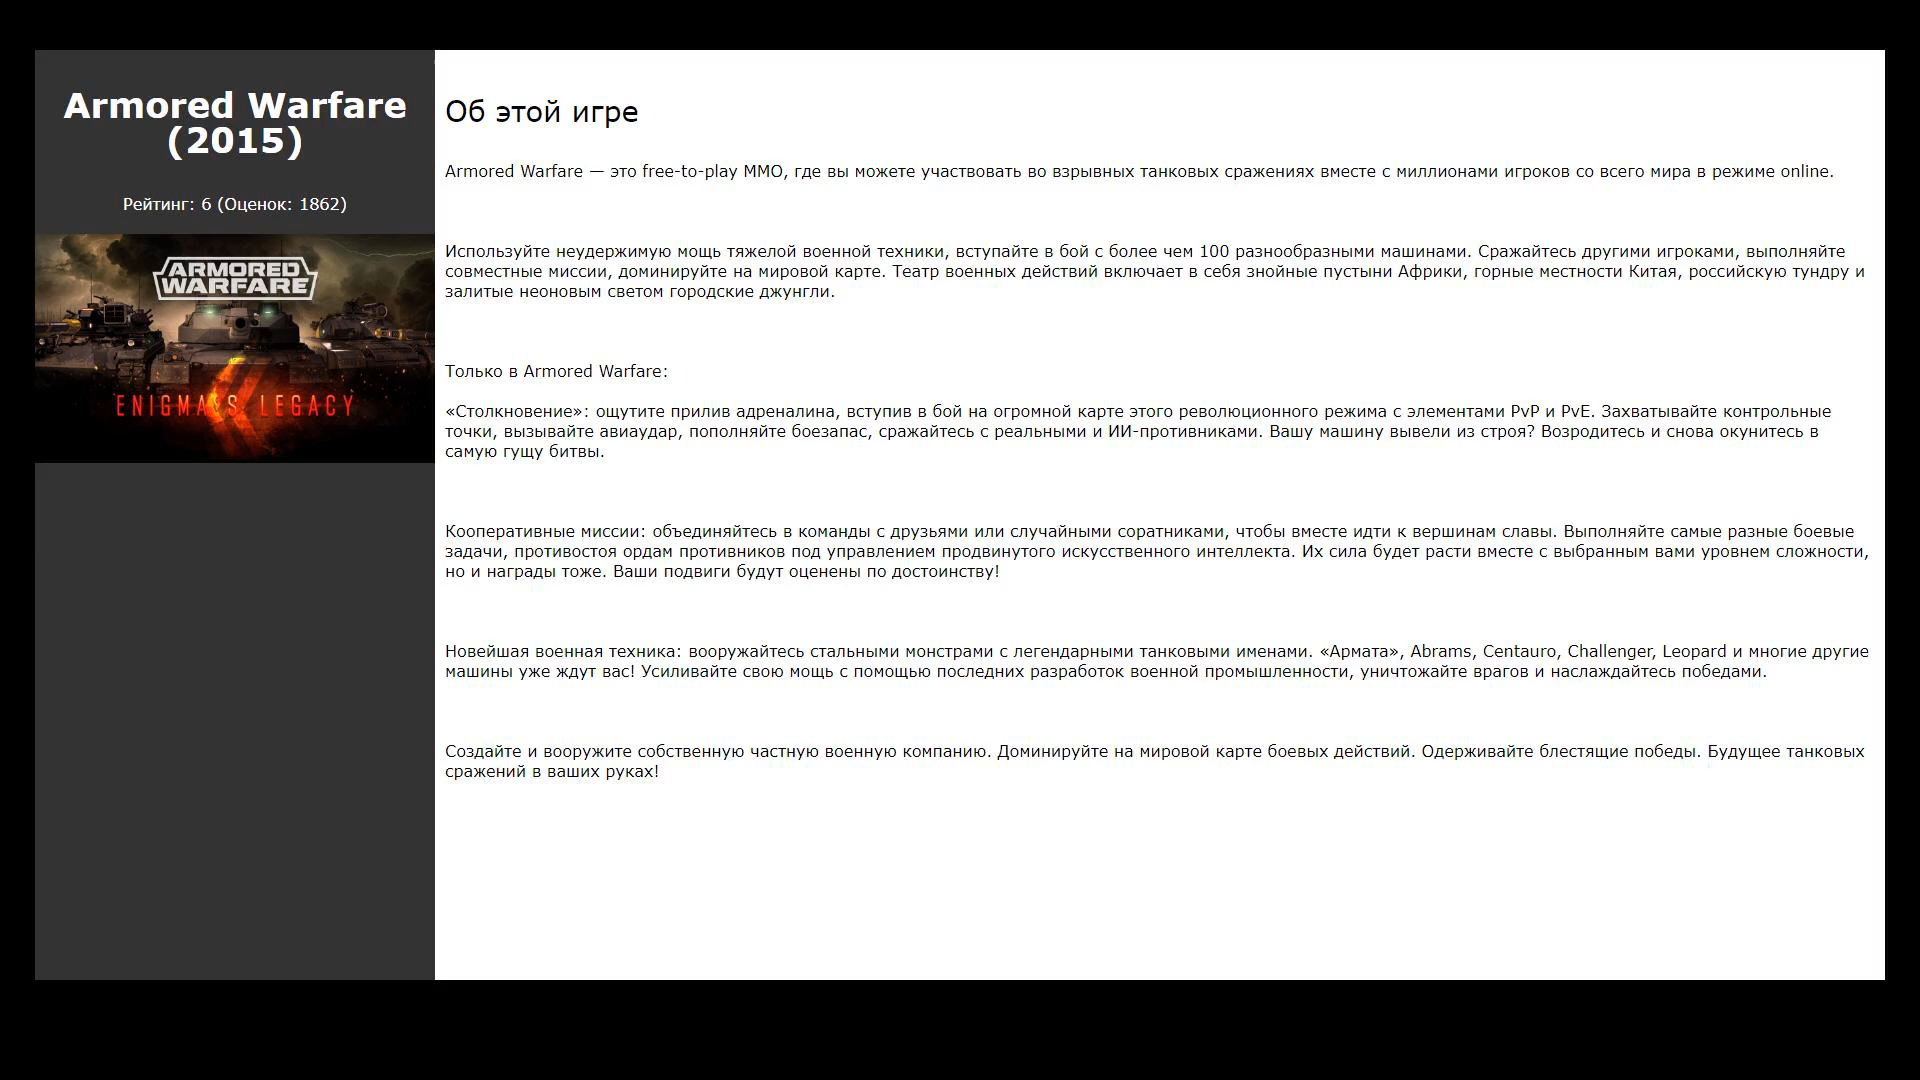 Armored Warfare
(2015)
Рейтинг: 6 (Оценок: 1862)
ARMORED
WARFARE
ENIGMA'S LEGACY
Об этой игре
Armored Warfare — это free-to-play ММО, где вы можете участвовать во взрывных танковых сражениях вместе с миллионами игроков со всего мира в режиме online.
Используйте неудержимую мощь тяжелой военной техники, вступайте в бой с более чем 100 разнообразными машинами. Сражайтесь другими игроками, выполняйте
совместные миссии, доминируйте на мировой карте. Театр военных действий включает в себя знойные пустыни Африки, горные местности Китая, российскую тундру и
залитые неоновым светом городские джунгли.
Только в Armored Warfare:
«Столкновение»: ощутите прилив адреналина, вступив в бой на огромной карте этого революционного режима с элементами PvP и PvE. Захватывайте контрольные
точки, вызывайте авиаудар, пополняйте боезапас, сражайтесь с реальными и ИИ-противниками. Вашу машину вывели из строя? Возродитесь и снова окунитесь в
самую гущу битвы.
Кооперативные миссии: объединяйтесь в команды с друзьями или случайными соратниками, чтобы вместе идти к вершинам славы. Выполняйте самые разные боевые
задачи, противостоя ордам противников под управлением продвинутого искусственного интеллекта. Их сила будет расти вместе с выбранным вами уровнем сложности,
но и награды тоже. Ваши подвиги будут оценены по достоинству!
Новейшая военная техника: вооружайтесь стальными монстрами с легендарными танковыми именами. «Армата», Abrams, Centauro, Challenger, Leopard и многие другие
машины уже ждут вас! Усиливайте свою мощь с помощью последних разработок военной промышленности, уничтожайте врагов и наслаждайтесь победами.
Создайте и вооружите собственную частную военную компанию. Доминируйте на мировой карте боевых действий. Одерживайте блестящие победы. Будущее танковых
сражений в ваших руках!